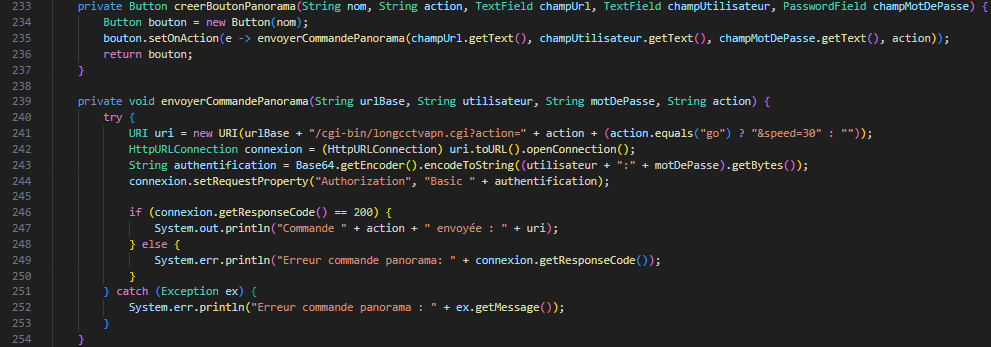 233 private Button creerBoutonPanorama(String nom, String action, TextField champUrl, TextField champUtilisateur, PasswordField champMotDePasse) {
234 Button bouton = new Button(nom);
235 bouton.setOnAction(e -> envoyerCommandePanorama(champUrl.getText(), champUtilisateur.getText(), champMotDePasse.getText(), action));
236 return bouton;
237 }
238
239 private void envoyerCommandePanorama(String urlBase, String utilisateur, String motDePasse, String action) {
240 try {
241 URI uri = new URI(urlBase + "/cgi-bin/longcctvapn.cgi?action=" + action + (action.equals("go") ? "&speed=30" : ""));
242 HttpURLConnection connexion = (HttpURLConnection) uri.toURL().openConnection();
243 String authentification = Base64.getEncoder().encodeToString((utilisateur + ":" + motDePasse).getBytes());
244 connexion.setRequestProperty("Authorization", "Basic " + authentification);
245
246 if (connexion.getResponseCode() == 200) {
247 System.out.println("Commande " + action + " envoyée : " + uri);
248 } else {
249 System.err.println("Erreur commande panorama: " + connexion.getResponseCode());
250 }
251 } catch (Exception ex) {
252 System.err.println("Erreur commande panorama : " + ex.getMessage());
253 }
254 }